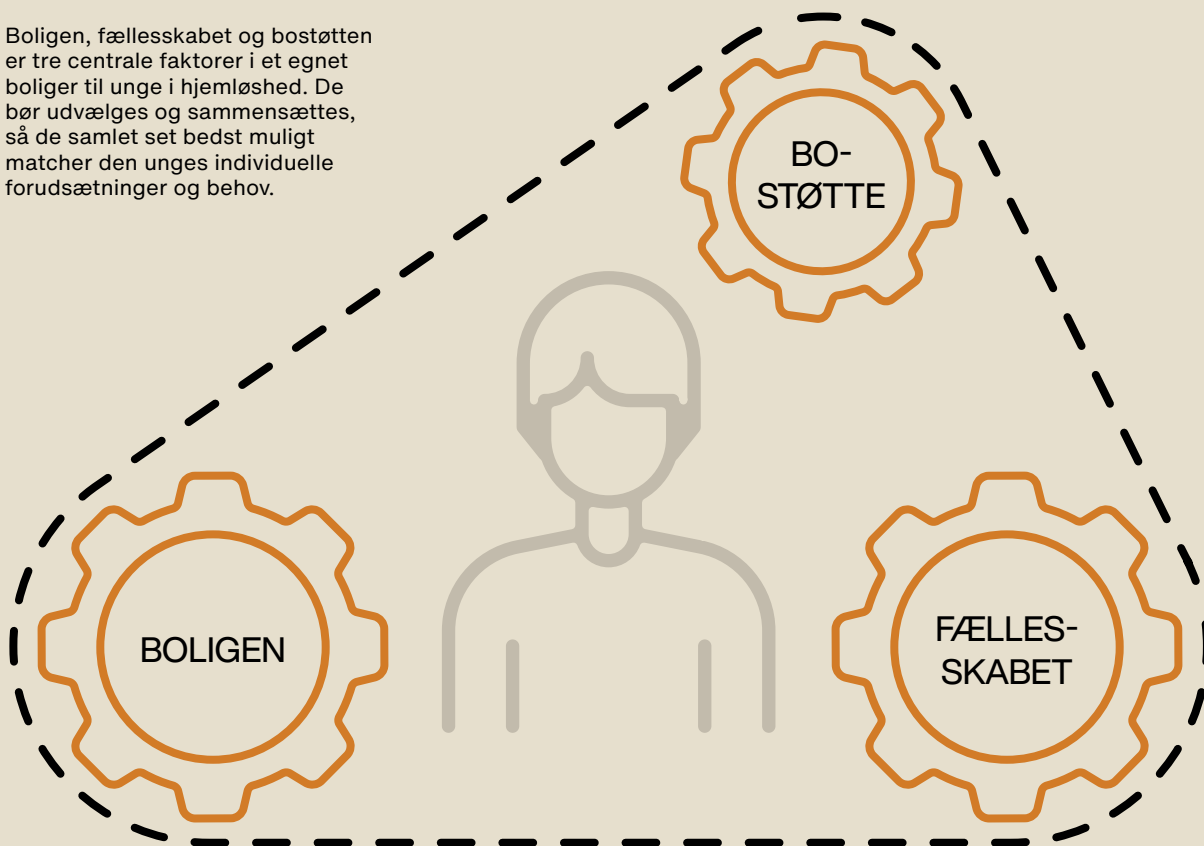 Boligen, fællesskabet og bostøtten
er tre centrale faktorer i et egnet
boliger til unge i hjemløshed. De
bør udvælges og sammensættes,
så de samlet set bedst muligt
matcher den unges individuelle
forudsætninger og behov.
BO-
STØTTE
BOLIGEN
FÆLLES-
SKABET